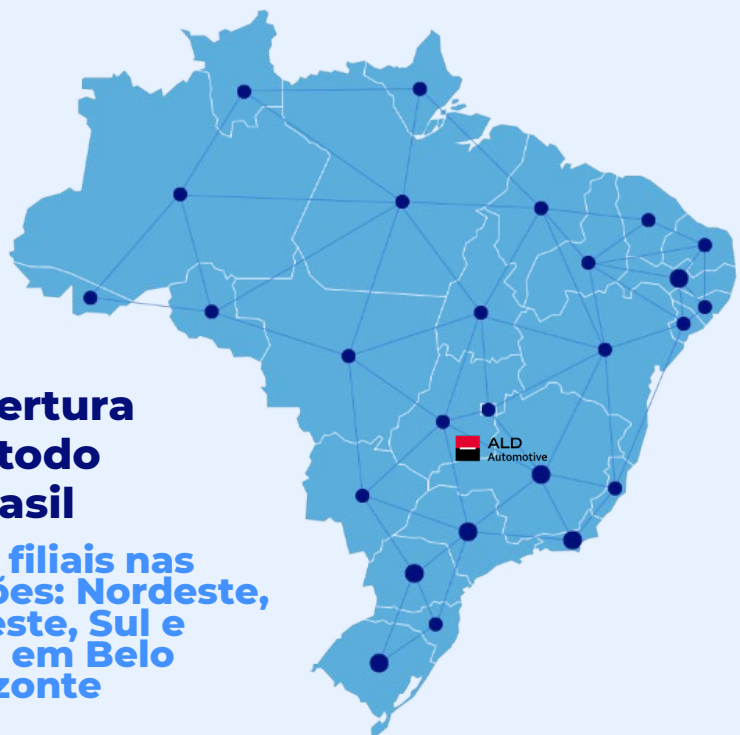 ertura
todo
asil
filiais nas
ões: Nordeste,
este, Sul e
em Belo
zonte
ALD
Automotive